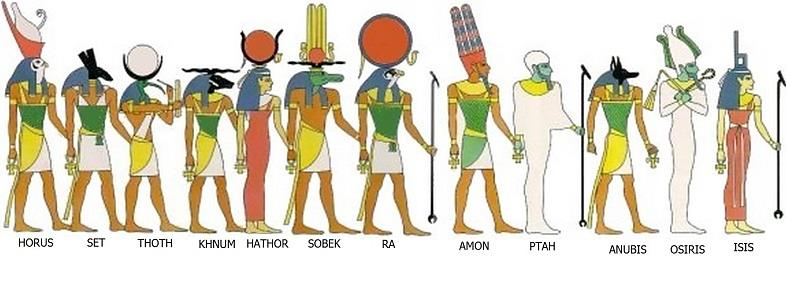 HORUS SET THOTH KHNUM HATHOR SOBEK RA AMON PTAH ANUBIS OSIRIS ISIS